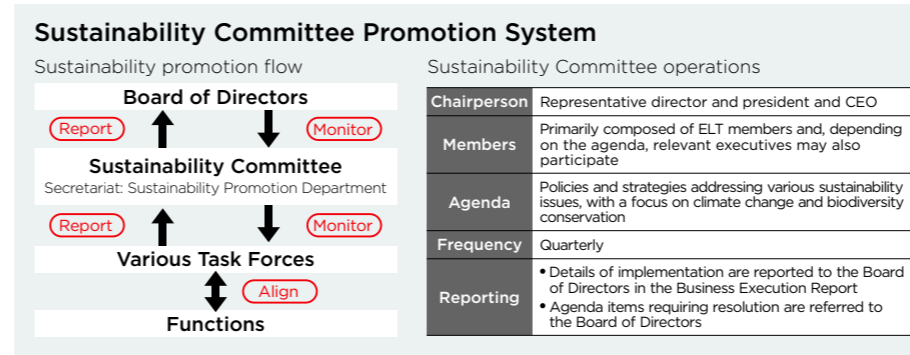 Sustainability Committee Promotion System
Sustainability promotion flow
Board of Directors
Report
Monitor
Sustainability Committee
Secretariat: Sustainability Promotion Department
Report
Monitor
Various Task Forces
Align
Functions
Sustainability Committee operations
Chairperson
Representative director and president and CEO
Members
Primarily composed of ELT members and, depending
on the agenda, relevant executives may also
participate
Agenda
Policies and strategies addressing various sustainability
issues, with a focus on climate change and biodiversity
conservation
Frequency
Quarterly
Reporting
• Details of implementation are reported to the Board
of Directors in the Business Execution Report
• Agenda items requiring resolution are referred to
the Board of Directors